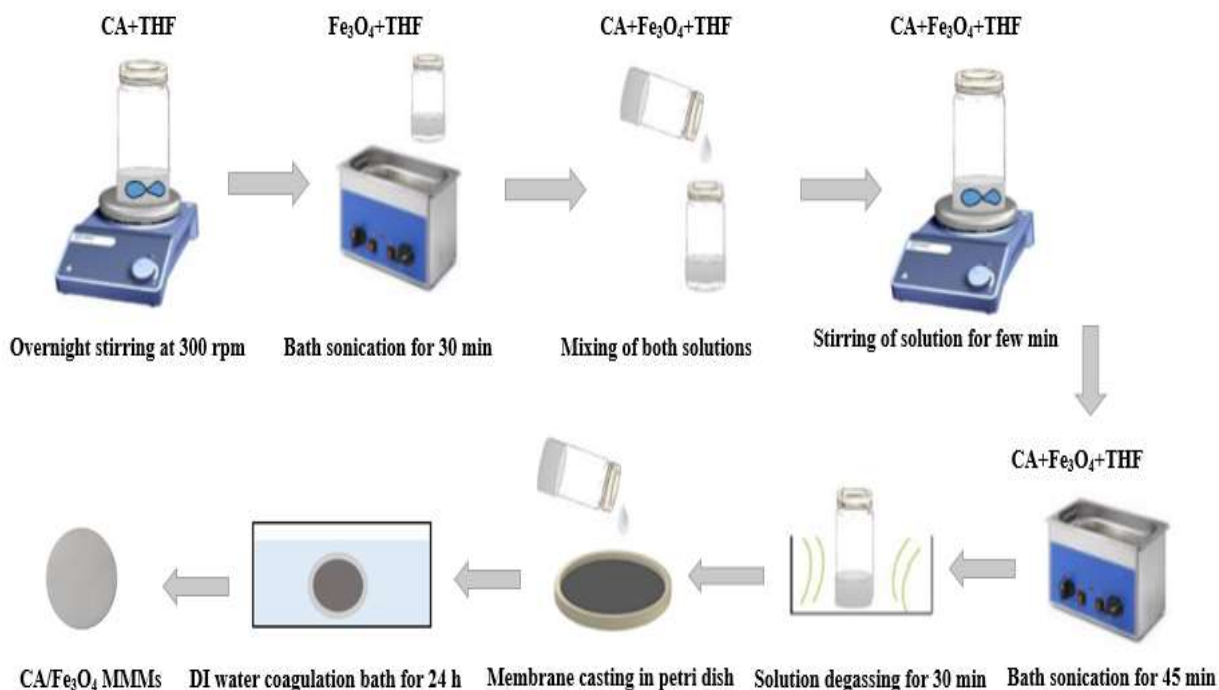 CA+THF
Fe₃O₄+THF
CA+Fe₃O₄+THF
CA+Fe₃O₄+THF
Overnight stirring at 300 rpm
Bath sonication for 30 min
Mixing of both solutions
Stirring of solution for few min
CA+Fe₃O₄+THF
CA/Fe₃O₄ MMMs
DI water coagulation bath for 24 h
Membrane casting in petri dish
Solution degassing for 30 min
Bath sonication for 45 min